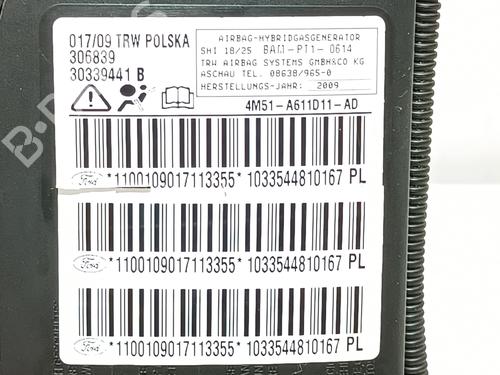 017/09 TRW POLSKA
306839
30339441 B
AIRBAG-HYBRIDGASGENERATOR
SHI 18/25 BAM-PT1-0614
TRW AIRBAG SYSTEMS GMBH&CO KG
ASCHAU TEL. 08638/965-0
HERSTELLUNGS-JAHR: 2009
4M51-A611D11-AD
Ford *1100109017113355* 1033544810167 PL
Ford *1100109017113355* 1033544810167 PL
Ford *1100109017113355* 1033544810167 PL